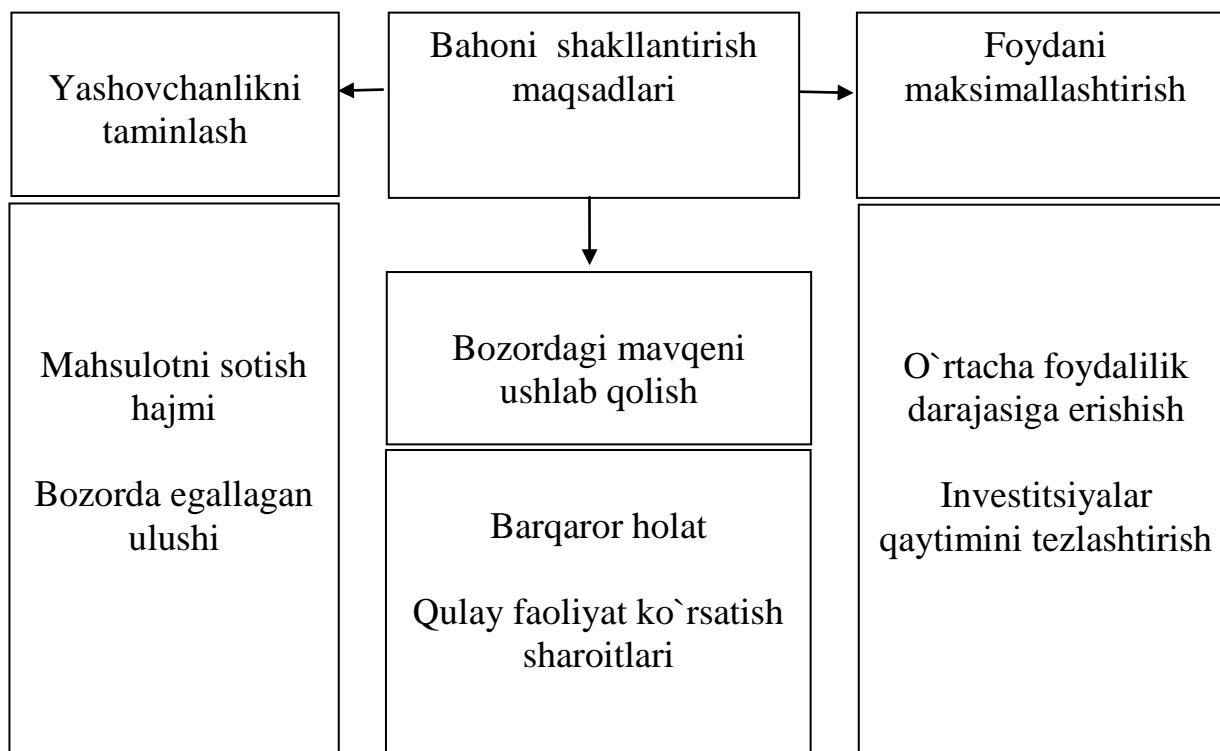 Yashovchanlikni
taminlash
Bahoni shakllantirish
maqsadlari
Foydani
maksimallashtirish
Mahsulotni sotish
hajmi
Bozorda egallagan
ulushi
Bozordagi mavqeni
ushlab qolish
Barqaror holat
Qulay faoliyat ko`rsatish
sharoitlari
O`rtacha foydalilik
darajasiga erishish
Investitsiyalar
qaytimini tezlashtirish